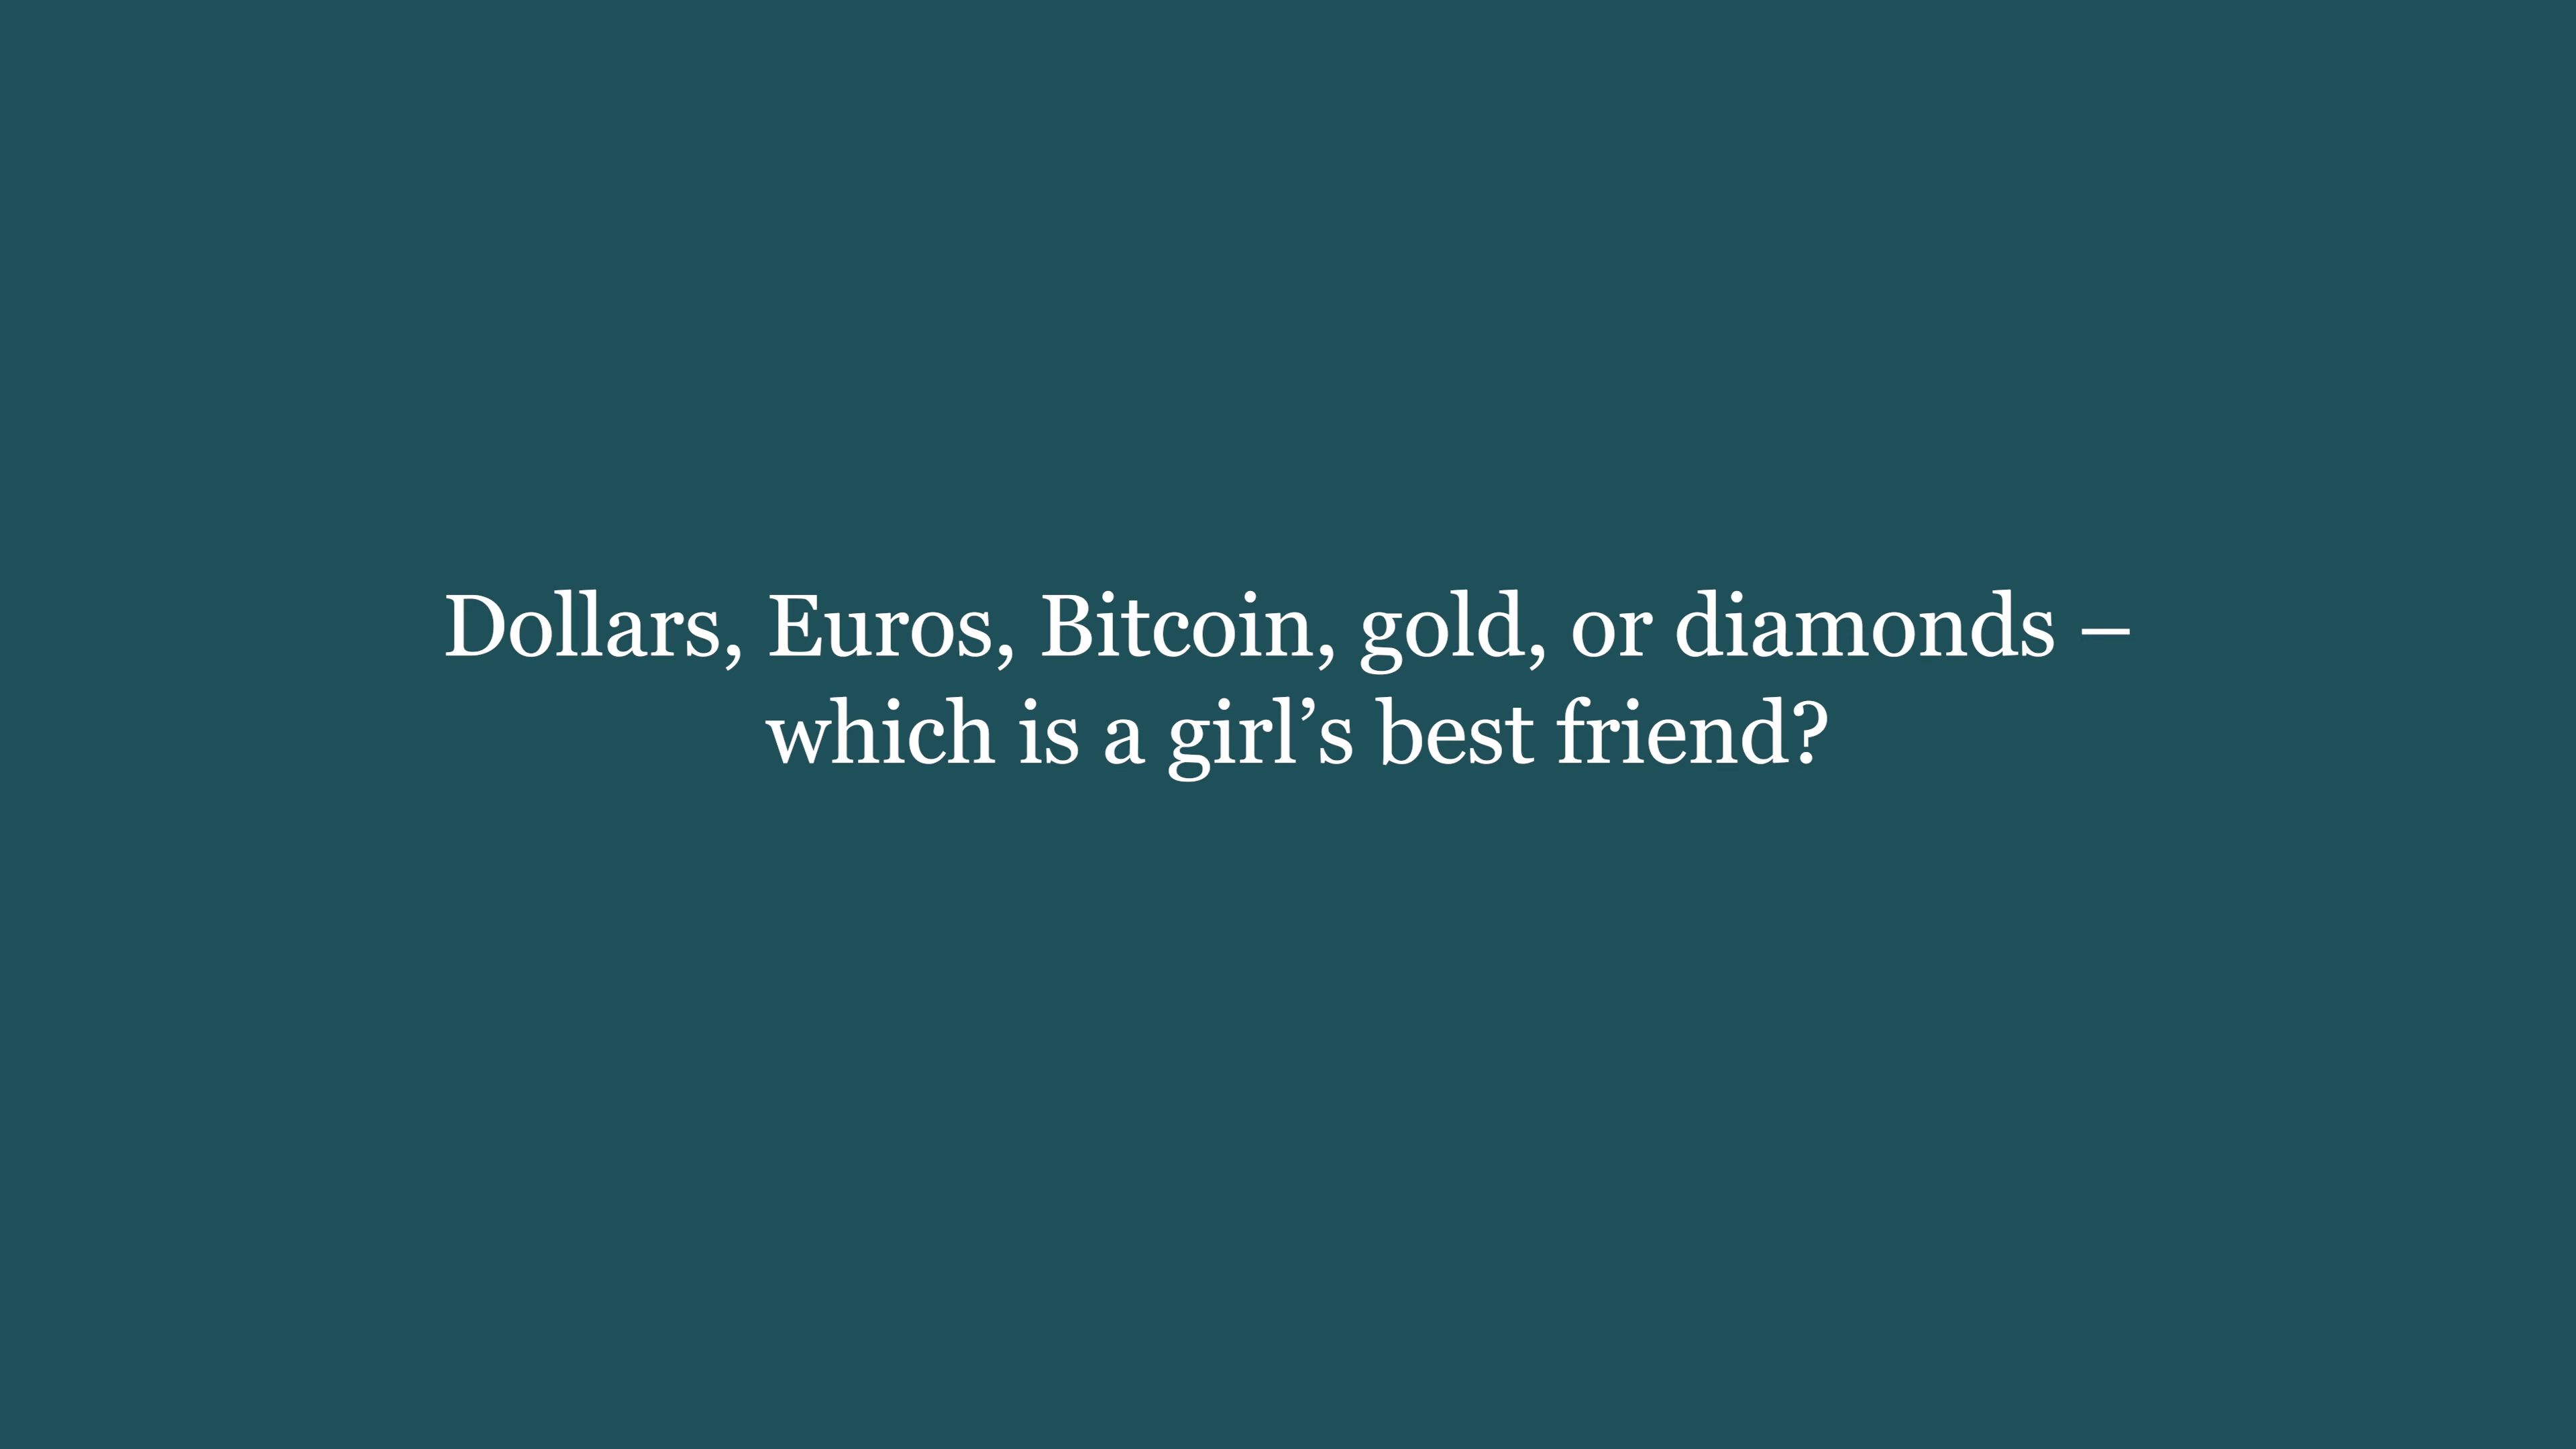 Dollars, Euros, Bitcoin, gold, or diamonds –
which is a girl’s best friend?